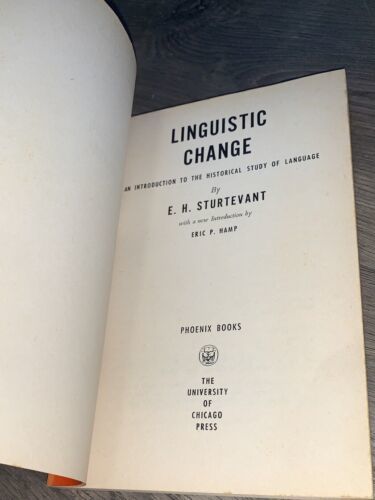 LINGUISTIC
CHANGE
AN INTRODUCTION TO THE HISTORICAL STUDY OF LANGUAGE
By
E. H. STURTEVANT
with a new Introduction by
ERIC P. HAMP
PHOENIX BOOKS
THE
UNIVERSITY
OF
CHICAGO
PRESS